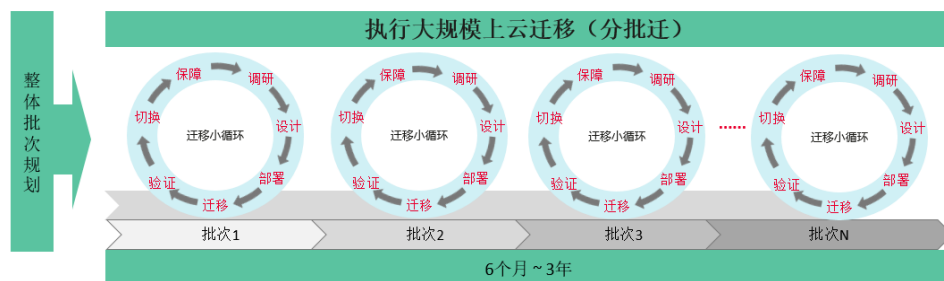 整体批次规划
执行大规模上云迁移（分批迁）
保障
调研
设计
部署
迁移
验证
切换
迁移小循环
保障
调研
设计
部署
迁移
验证
切换
迁移小循环
保障
调研
设计
部署
迁移
验证
切换
迁移小循环
……
保障
调研
设计
部署
迁移
验证
切换
迁移小循环
批次1
批次2
批次3
批次N
6个月～3年